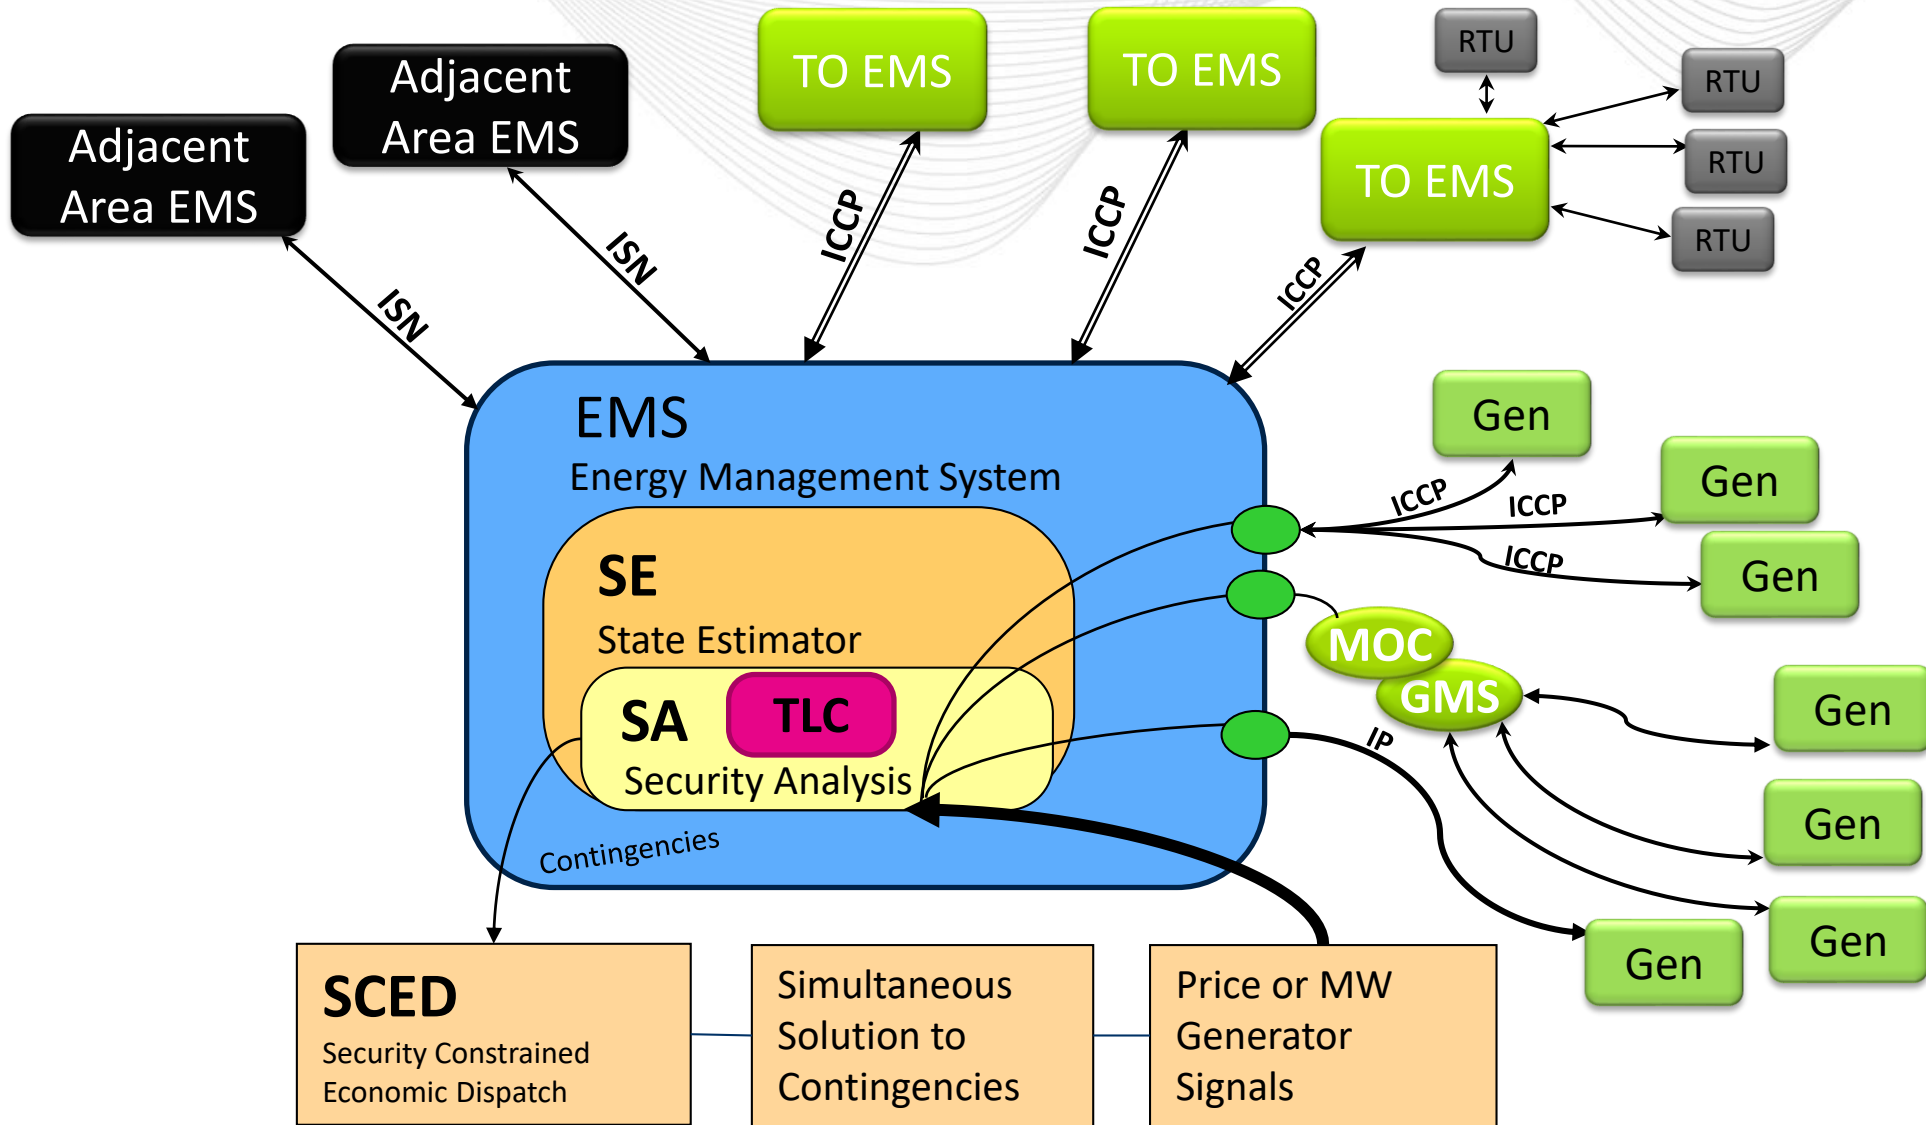 Adjacent
Area EMS
Adjacent
Area EMS
TO EMS
TO EMS
RTU
RTU
RTU
RTU
TO EMS
ISN
ISN
ICCP
ICCP
ICCP
EMS
Energy Management System
SE
State Estimator
SA
TLC
Security Analysis
Contingencies
Gen
Gen
Gen
ICCP
ICCP
ICCP
MOC
GMS
IP
Gen
Gen
Gen
Gen
SCED
Security Constrained
Economic Dispatch
Simultaneous
Solution to
Contingencies
Price or MW
Generator
Signals